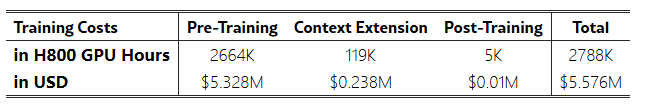 Training Costs Pre-Training Context Extension Post-Training Total
in H800 GPU Hours 2664K 119K 5K 2788K
in USD $5.328M $0.238M $0.01M $5.576M